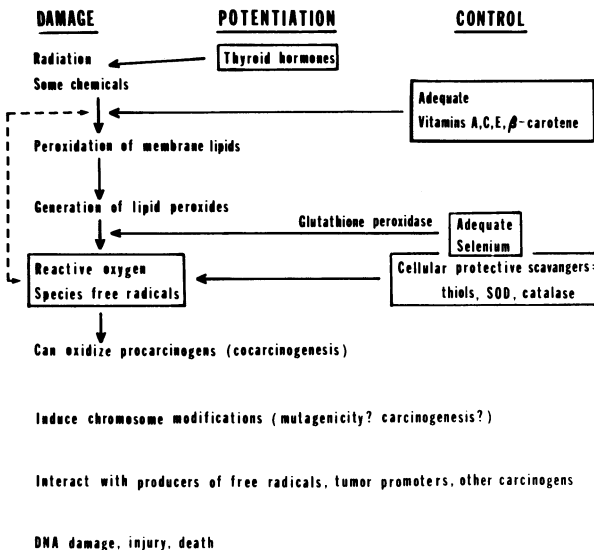 DAMAGE POTENTIATION CONTROL
Radiation
Thyroid hormones
Some chemicals
Adequate
Vitamins A,C,E,β-carotene
Peroxidation of membrane lipids
Generation of lipid peroxides
Glutathione peroxidase
Adequate
Selenium
Reactive oxygen
Species free radicals
Cellular protective scavangers=
thiols, SOD, catalase
Can oxidize procarcinogens (cocarcinogenesis)
Induce chromosome modifications (mutagenicity? carcinogenesis?)
Interact with producers of free radicals, tumor promoters, other carcinogens
DNA damage, injury, death